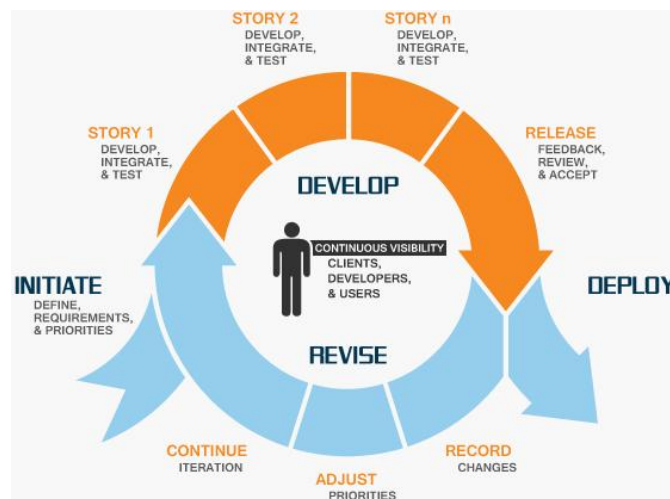 STORY 2
DEVELOP,
INTEGRATE,
& TEST
STORY n
DEVELOP,
INTEGRATE,
& TEST
STORY 1
DEVELOP,
INTEGRATE,
& TEST
RELEASE
FEEDBACK,
REVIEW,
& ACCEPT
DEVELOP
CONTINUOUS VISIBILITY
CLIENTS,
DEVELOPERS,
& USERS
INITIATE
DEFINE,
REQUIREMENTS,
& PRIORITIES
DEPLOY
REVISE
CONTINUE
ITERATION
ADJUST
PRIORITIES
RECORD
CHANGES